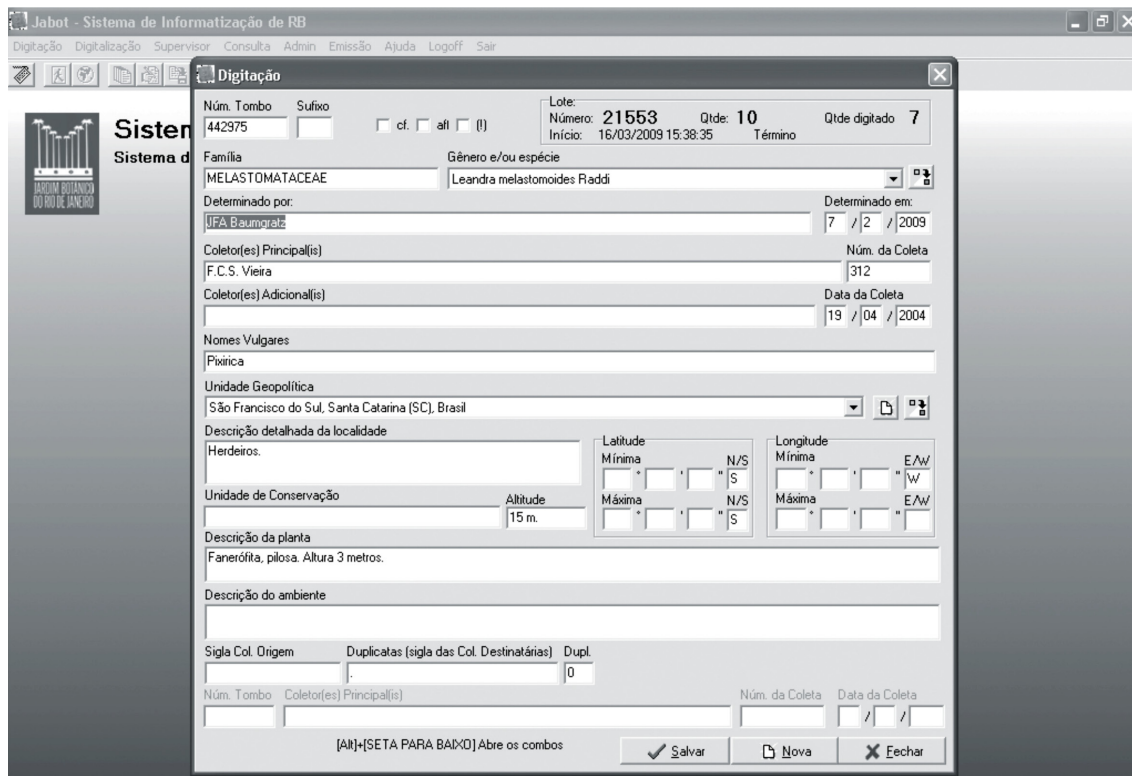 Jabot - Sistema de Informatização de RB
Digitação Digitalização Supervisor Consulta Admin Emissão Ajuda Logoff Sair
JARDIM BOTÂNICO
DO RIO DE JANEIRO
Sistem
Sistema d
Digitação
Núm. Tombo Sufixo
442975
cf. afl (!)
Lote:
Número: 21553 Qtde: 10 Qtde digitado 7
Início: 16/03/2009 15:38:35 Término
Família Gênero e/ou espécie
MELASTOMATACEAE Leandra melastomoides Raddi
Determinado por: Determinado em:
JFA Baumgratz 7 / 2 / 2009
Coletor(es) Principal(is) Núm. da Coleta
F.C.S. Vieira 312
Coletor(es) Adicional(is) Data da Coleta
19 / 04 / 2004
Nomes Vulgares
Pixirica
Unidade Geopolítica
São Francisco do Sul, Santa Catarina (SC), Brasil
Descrição detalhada da localidade
Herdeiros.
Latitude Longitude
Mínima N/S Mínima E/W
° ' " S ° ' " W
Unidade de Conservação Altitude
15 m.
Máxima N/S Máxima E/W
° ' " S ° ' "
Descrição da planta
Fanerófita, pilosa. Altura 3 metros.
Descrição do ambiente
Sigla Col. Origem Duplicatas (sigla das Col. Destinatárias) Dupl.
. 0
Núm. Tombo Coletor(es) Principal(is) Núm. da Coleta Data da Coleta
/ /
[Alt]+[SETA PARA BAIXO] Abre os combos
Salvar Nova Fechar